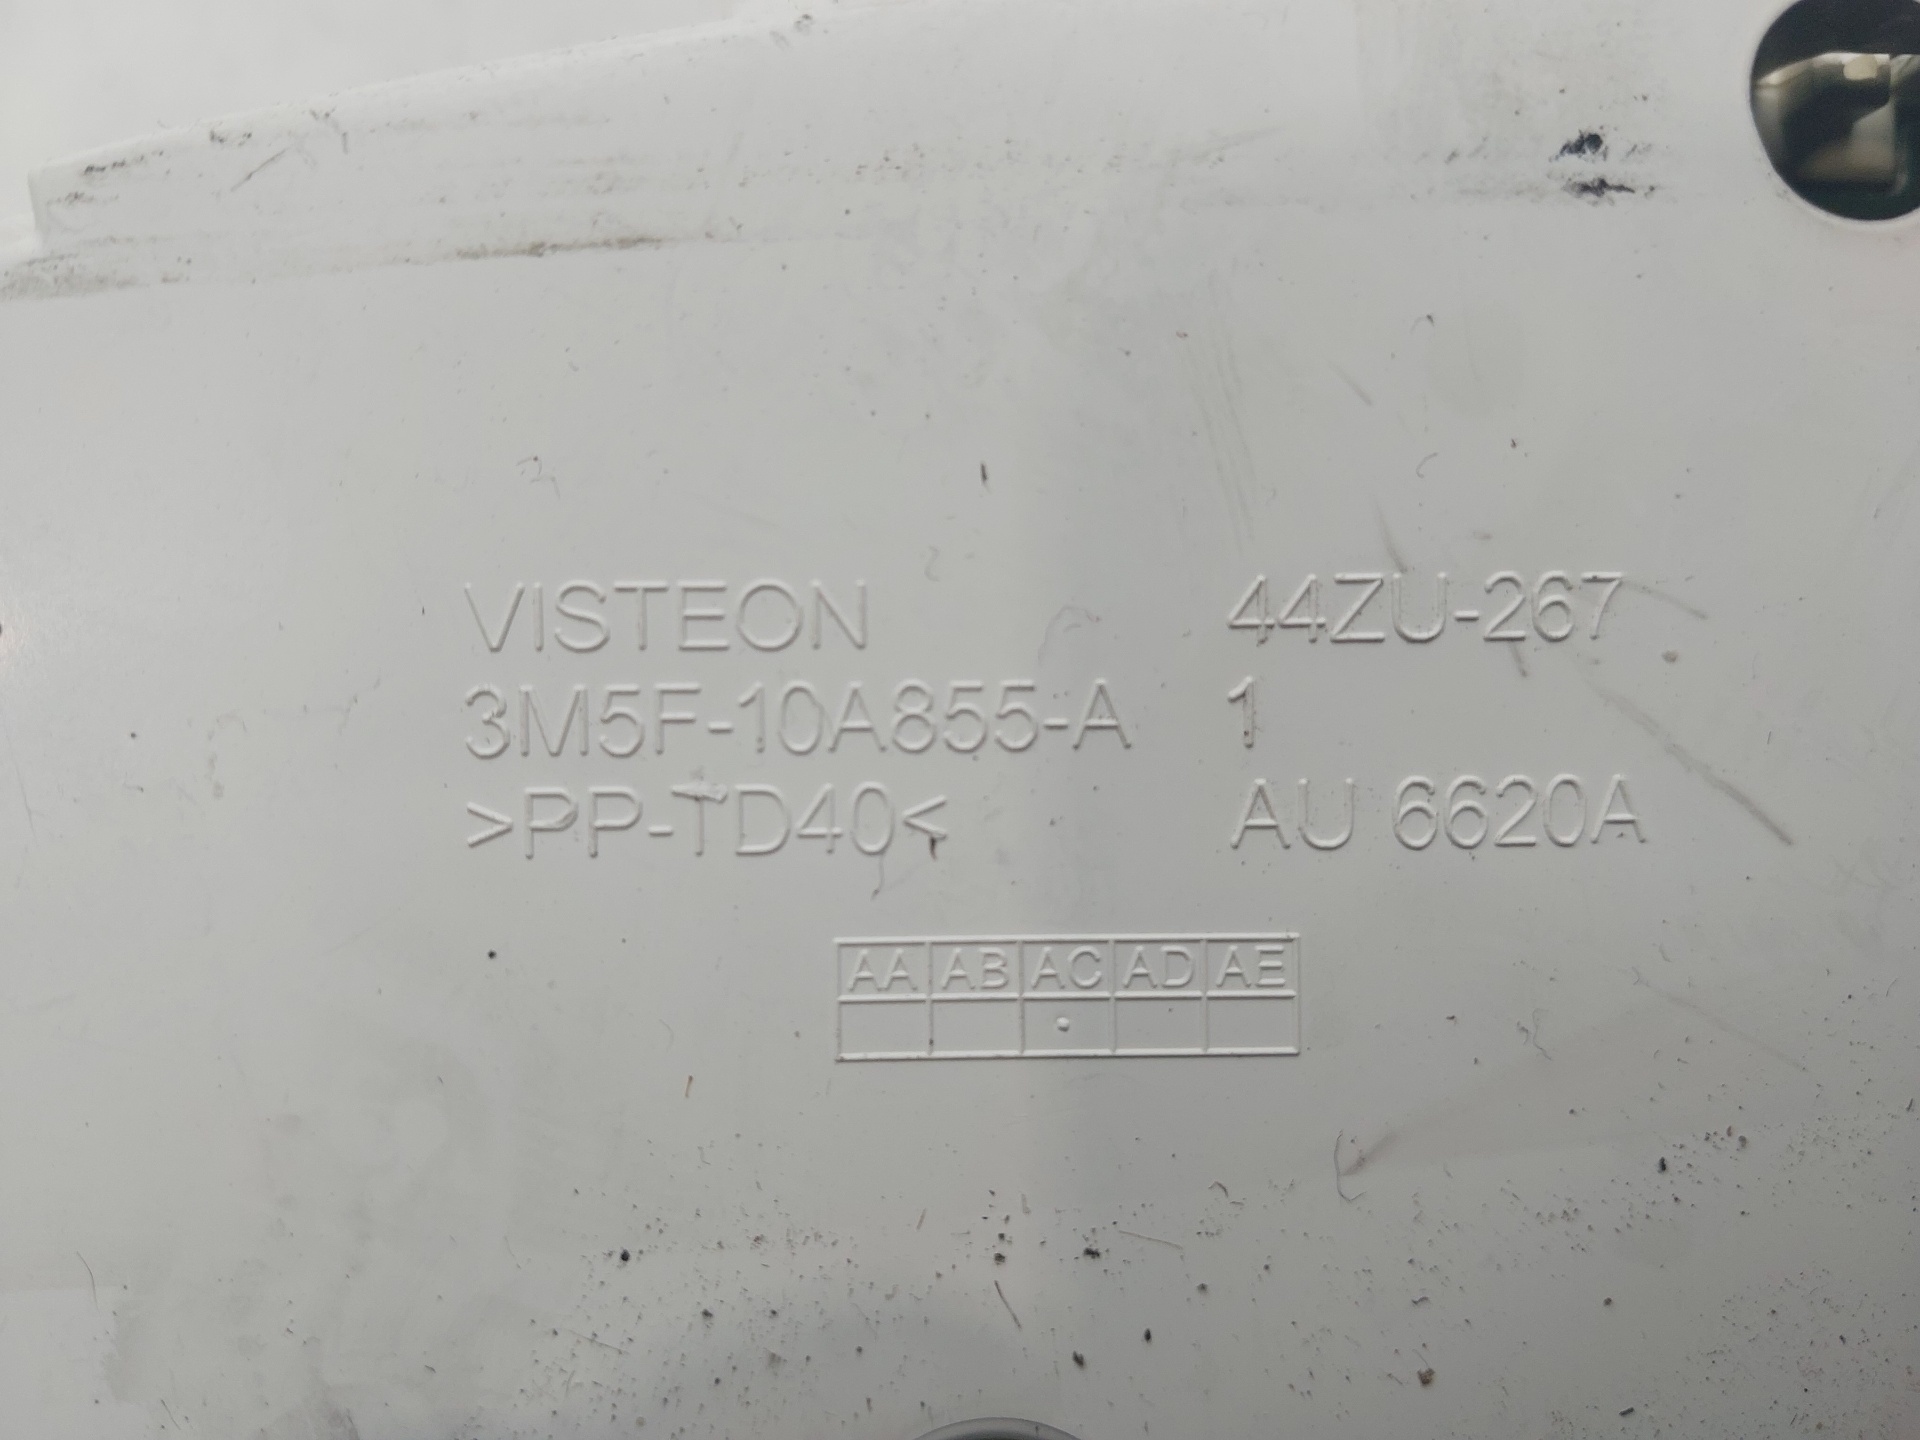 VISTEON 44ZU-267
3M5F-10A855-A 1
>PP-TD40< AU 6620A
AA AB AC AD AE